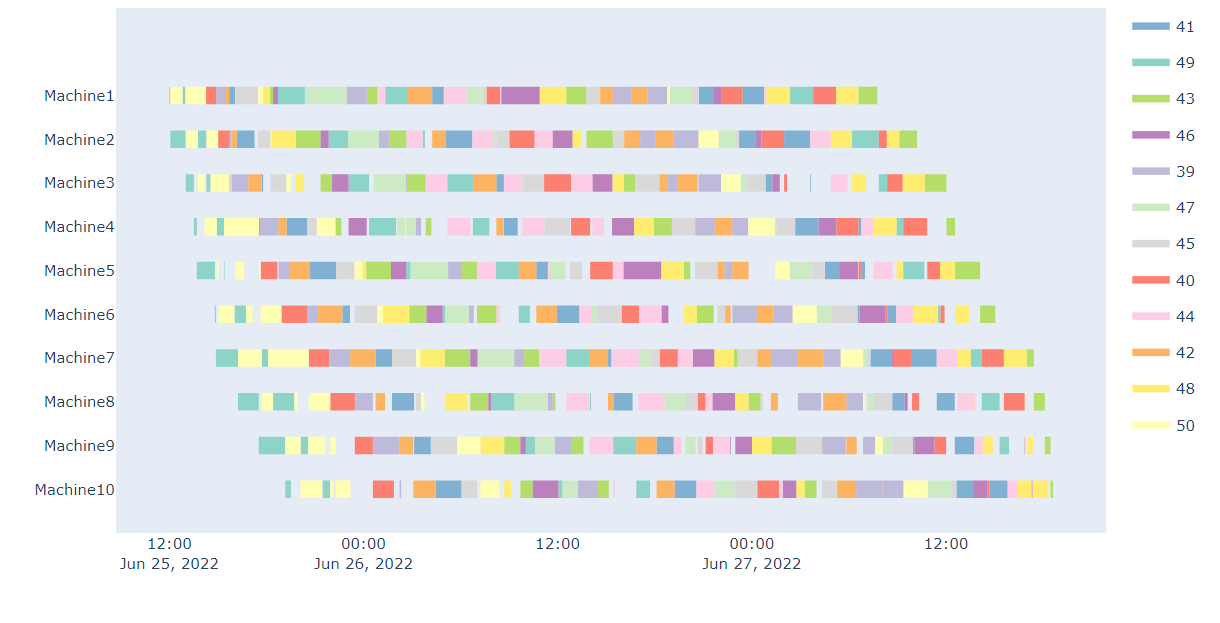 Machine1
Machine2
Machine3
Machine4
Machine5
Machine6
Machine7
Machine8
Machine9
Machine10
12:00 00:00 12:00 00:00 12:00
Jun 25, 2022 Jun 26, 2022 Jun 27, 2022
41
49
43
46
39
47
45
40
44
42
48
50